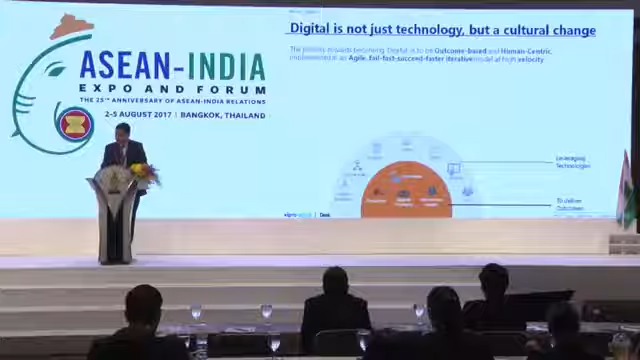 ASEAN-INDIA
EXPO AND FORUM
THE 25TH ANNIVERSARY OF ASEAN-INDIA RELATIONS
2-5 AUGUST 2017 | BANGKOK, THAILAND
Digital is not just technology, but a cultural change
The journey towards becoming Digital is to be Outcome-based and Human-Centric,
implemented as an Agile, fail-fast-succeed-faster iterative model at high velocity
Leveraging
Technologies
To deliver
Outcomes